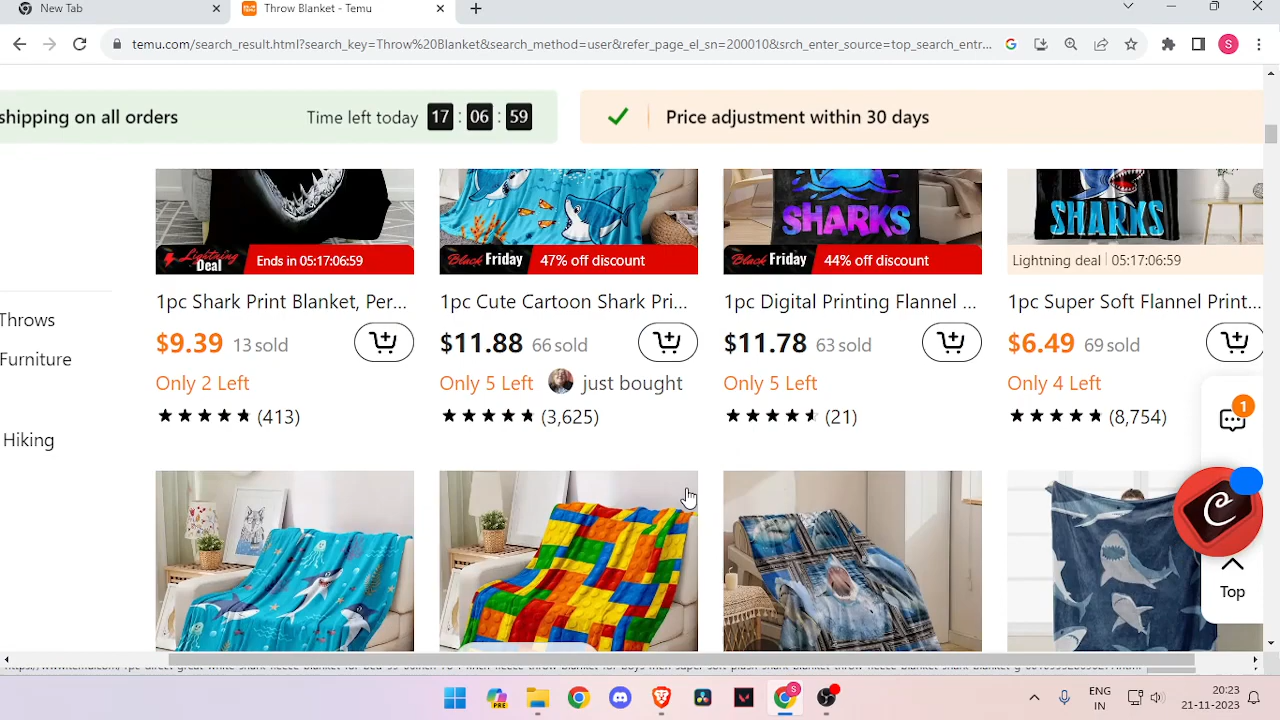 New Tab
Throw Blanket - Temu
temu.com/search_result.html?search_key=Throw%20Blanket&search_method=user&refer_page_el_sn=200010&srch_enter_source=top_search_entr...
shipping on all orders
Time left today 17 : 06 : 59
Price adjustment within 30 days
SHARKS
SHARKS
Lightning Deal Ends in 05:17:06:59
Black Friday 47% off discount
Black Friday 44% off discount
Lightning deal 05:17:06:59
1pc Shark Print Blanket, Per...
1pc Cute Cartoon Shark Pri...
1pc Digital Printing Flannel ...
1pc Super Soft Flannel Print...
Throws
$9.39 13 sold
$11.88 66 sold
$11.78 63 sold
$6.49 69 sold
Furniture
Only 2 Left
Only 5 Left just bought
Only 5 Left
Only 4 Left
(413)
(3,625)
(21)
(8,754)
1
Hiking
Top
PRE
S
ENG
IN
20:23
21-11-2023